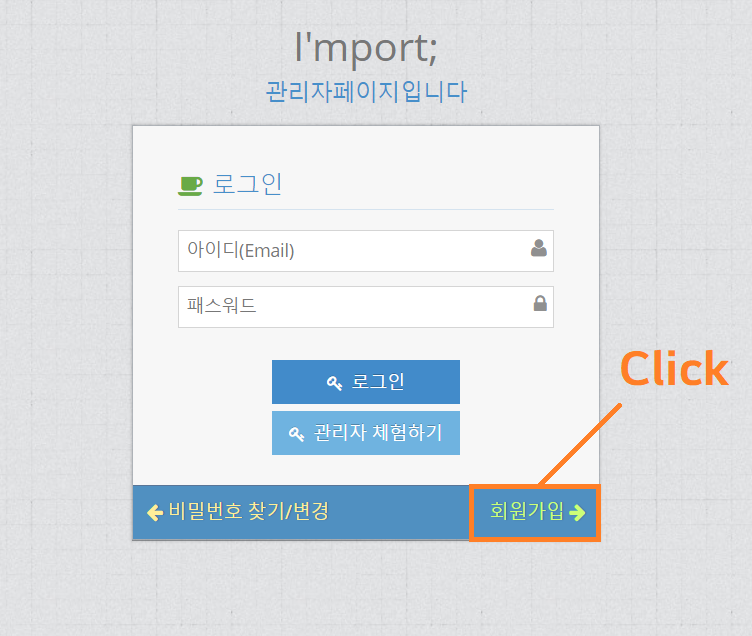 I'mport;
관리자페이지입니다
로그인
아이디(Email)
패스워드
로그인
관리자 체험하기
Click
비밀번호 찾기/변경
회원가입